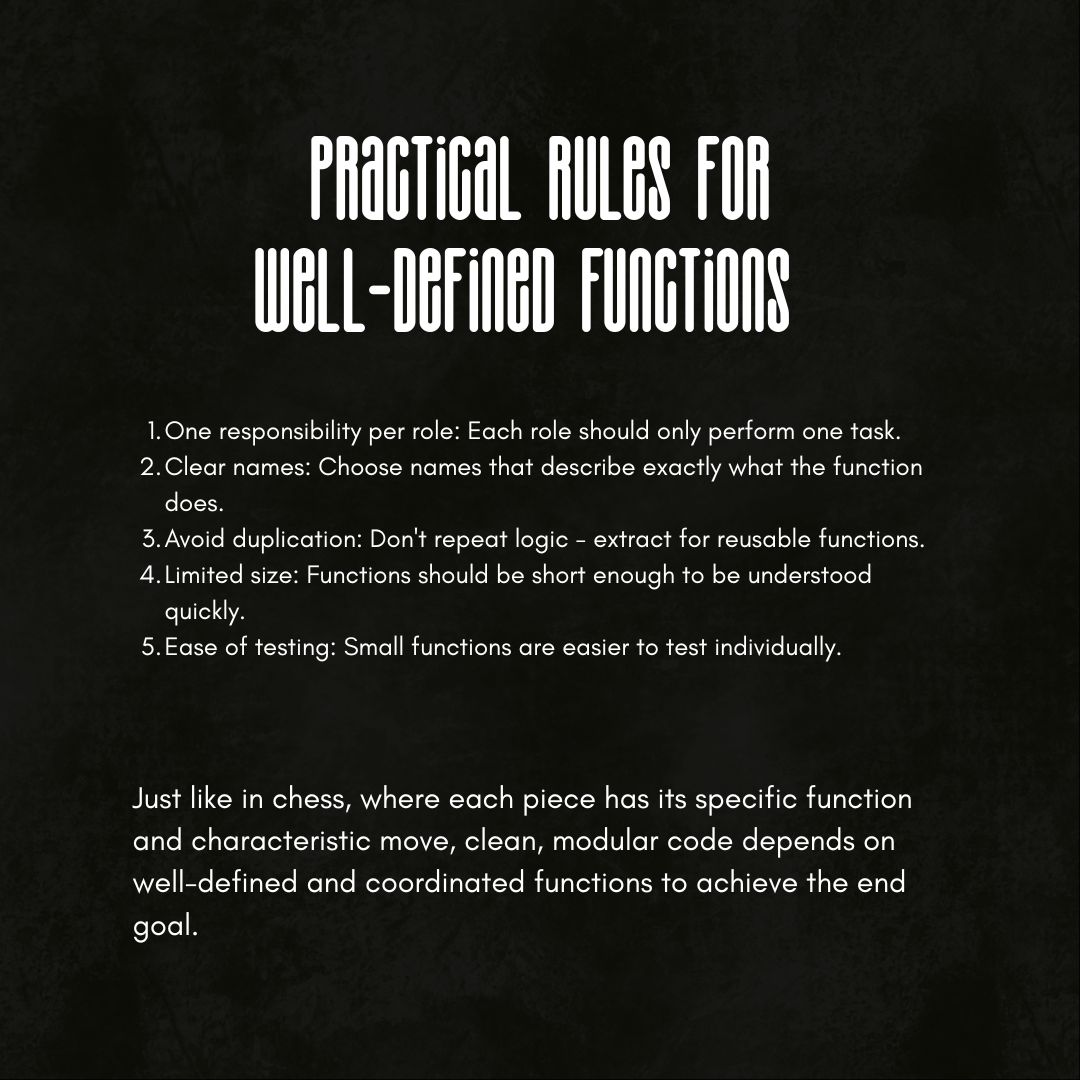 Practical Rules for
Well-Defined Functions
1. One responsibility per role: Each role should only perform one task.
2. Clear names: Choose names that describe exactly what the function
does.
3. Avoid duplication: Don't repeat logic - extract for reusable functions.
4. Limited size: Functions should be short enough to be understood
quickly.
5. Ease of testing: Small functions are easier to test individually.
Just like in chess, where each piece has its specific function
and characteristic move, clean, modular code depends on
well-defined and coordinated functions to achieve the end
goal.